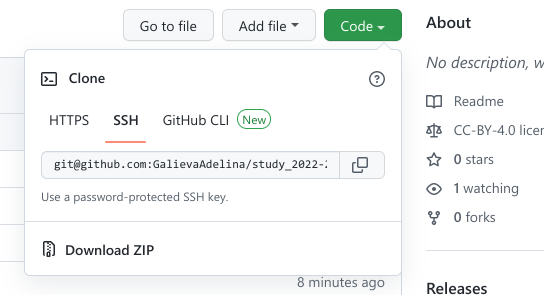 Go to file
Add file
Code
About
No description, w
Clone
Readme
HTTPS
SSH
GitHub CLI
New
CC-BY-4.0 licen
0 stars
git@github.com:GalievaAdelina/study_2022-2
1 watching
Use a password-protected SSH key.
0 forks
Download ZIP
8 minutes ago
Releases